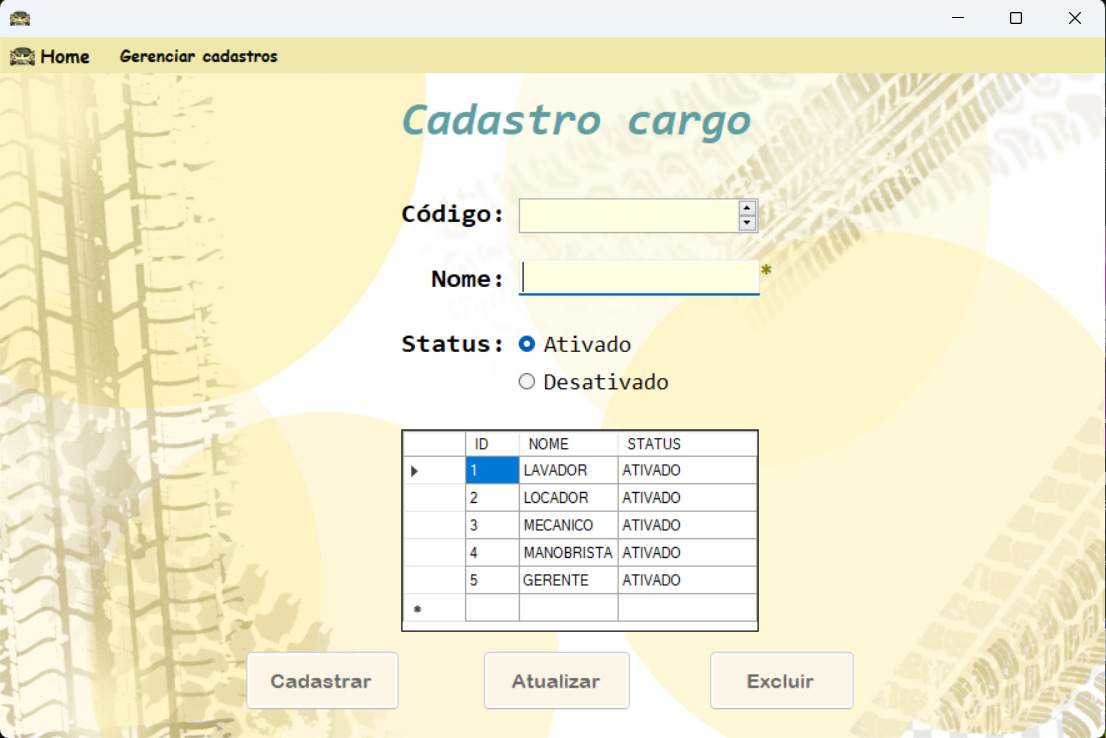 Home Gerenciar cadastros
Cadastro cargo
Código:
Nome: *
Status: Ativado
Desativado
ID NOME STATUS
1 LAVADOR ATIVADO
2 LOCADOR ATIVADO
3 MECANICO ATIVADO
4 MANOBRISTA ATIVADO
5 GERENTE ATIVADO
*
Cadastrar Atualizar Excluir